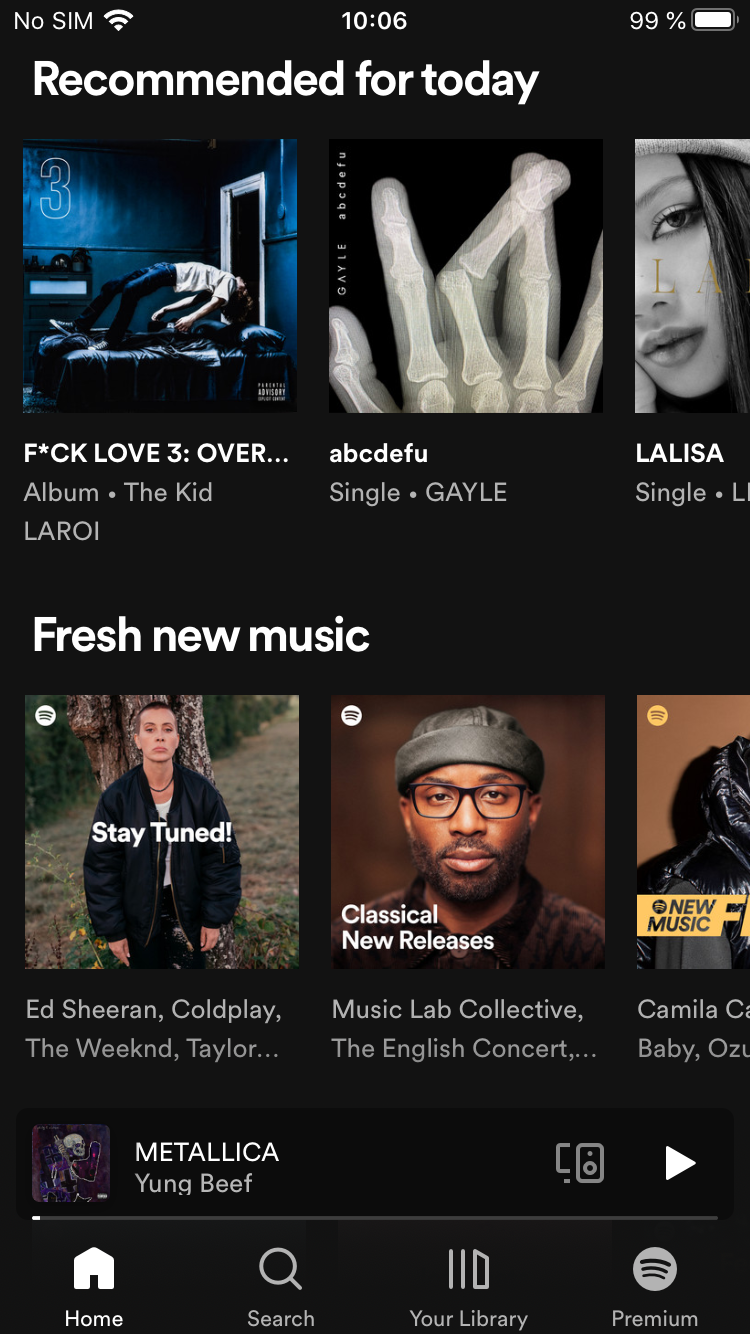 No SIM 10:06 99 %
Recommended for today
3
GAYLE abcdefu
PARENTAL
ADVISORY
EXPLICIT CONTENT
L A
F*CK LOVE 3: OVER... abcdefu LALISA
Album • The Kid Single • GAYLE Single •
LAROI
Fresh new music
Stay Tuned!
Classical
New Releases
NEW
MUSIC
Ed Sheeran, Coldplay, Music Lab Collective, Camila
The Weeknd, Taylor... The English Concert,... Baby,
METALLICA
Yung Beef
Home Search Your Library Premium